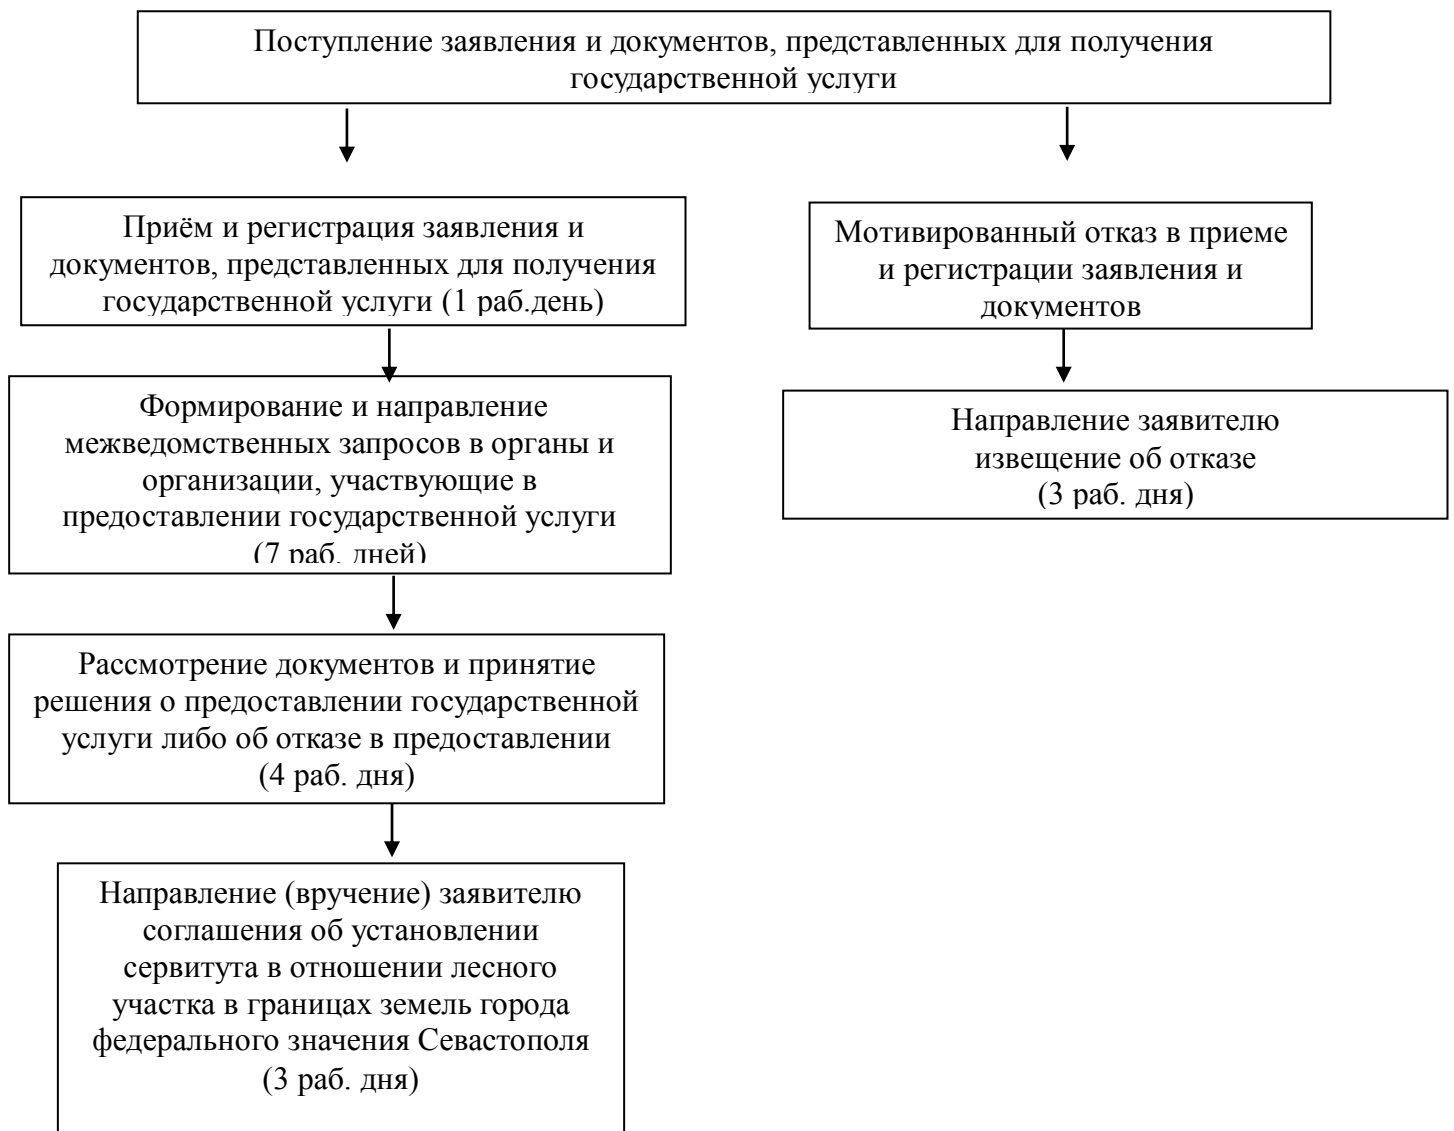 Поступление заявления и документов, представленных для получения
государственной услуги
Приём и регистрация заявления и
документов, представленных для получения
государственной услуги (1 раб.день)
Мотивированный отказ в приеме
и регистрации заявления и
документов
Формирование и направление
межведомственных запросов в органы и
организации, участвующие в
предоставлении государственной услуги
(7 раб. дней)
Направление заявителю
извещение об отказе
(3 раб. дня)
Рассмотрение документов и принятие
решения о предоставлении государственной
услуги либо об отказе в предоставлении
(4 раб. дня)
Направление (вручение) заявителю
соглашения об установлении
сервитута в отношении лесного
участка в границах земель города
федерального значения Севастополя
(3 раб. дня)